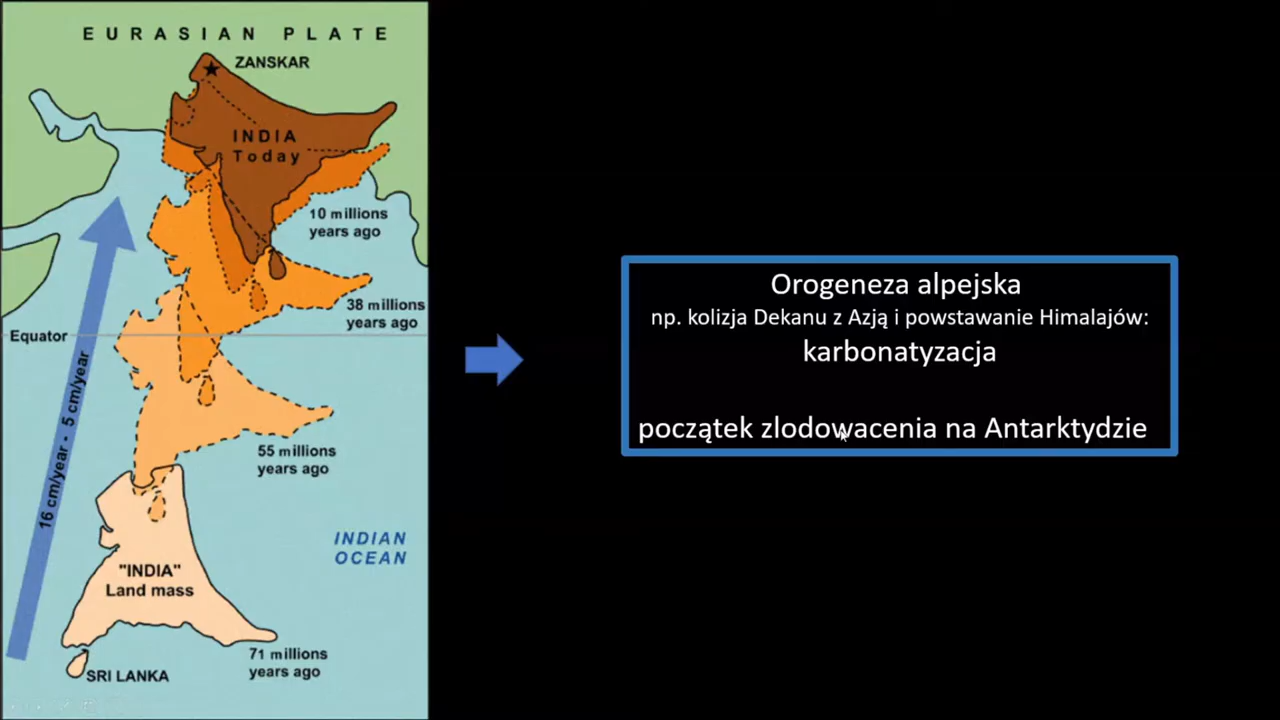 EURASIAN PLATE
ZANSKAR
INDIA
Today
10 millions
years ago
38 millions
years ago
Equator
16 cm/year - 5 cm/year
55 millions
years ago
INDIAN
OCEAN
"INDIA"
Land mass
71 millions
years ago
SRI LANKA
Orogeneza alpejska
np. kolizja Dekanu z Azją i powstawanie Himalajów:
karbonatyzacja
początek zlodowacenia na Antarktydzie